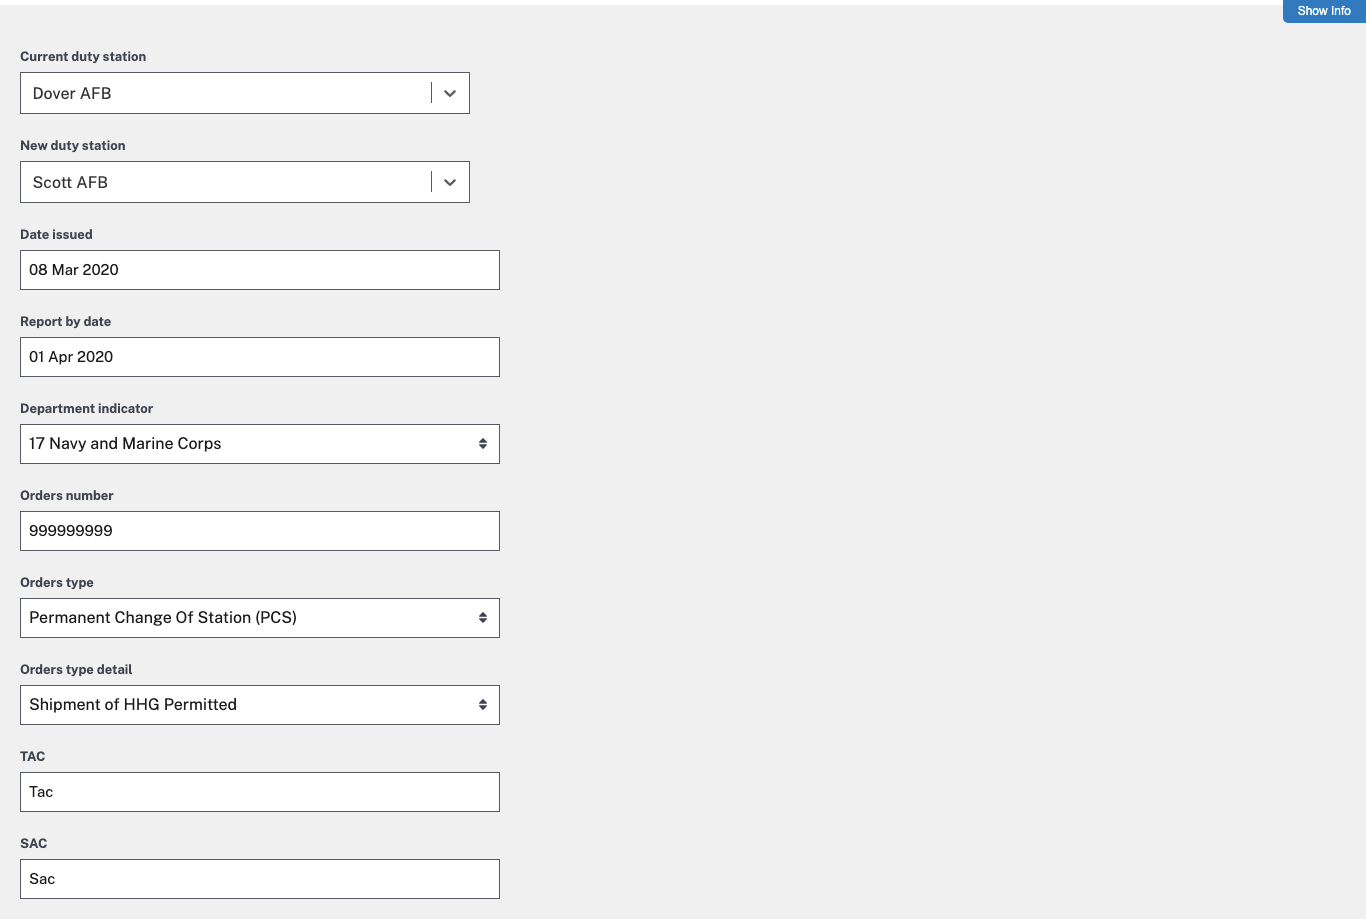 Show Info
Current duty station
Dover AFB
New duty station
Scott AFB
Date issued
08 Mar 2020
Report by date
01 Apr 2020
Department indicator
17 Navy and Marine Corps
Orders number
999999999
Orders type
Permanent Change Of Station (PCS)
Orders type detail
Shipment of HHG Permitted
TAC
Tac
SAC
Sac